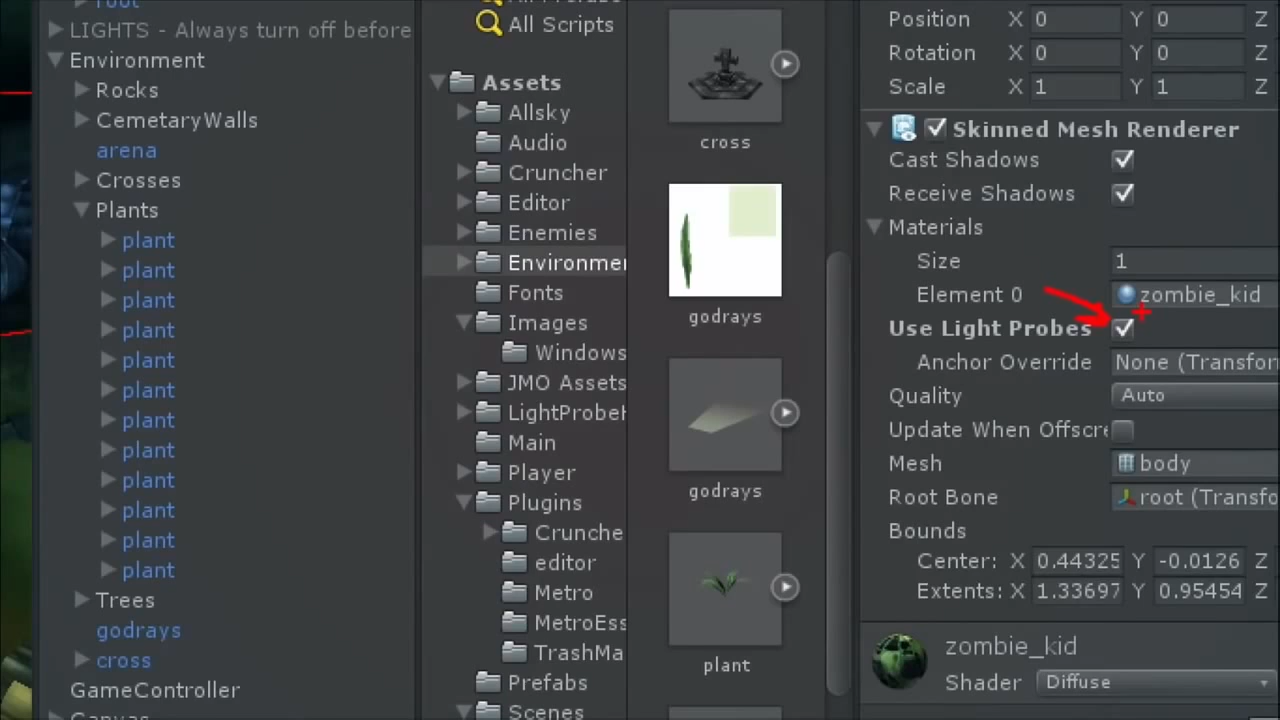 root
LIGHTS - Always turn off before
Environment
Rocks
CemetaryWalls
arena
Crosses
Plants
plant
plant
plant
plant
plant
plant
plant
plant
plant
plant
plant
plant
Trees
godrays
cross
GameController
Canvas
All Prefabs
All Scripts
Assets
Allsky
Audio
Cruncher
Editor
Enemies
Environme
Fonts
Images
Windows
JMO Assets
LightProbe
Main
Player
Plugins
Crunche
editor
Metro
MetroEss
TrashMa
Prefabs
Scenes
cross
godrays
godrays
plant
Position X 0 Y 0 Z
Rotation X 0 Y 0 Z
Scale X 1 Y 1 Z
Skinned Mesh Renderer
Cast Shadows
Receive Shadows
Materials
Size 1
Element 0 zombie_kid
Use Light Probes
Anchor Override None (Transfor
Quality Auto
Update When Offscre
Mesh body
Root Bone root (Transfo
Bounds
Center: X 0.44325 Y -0.0126 Z
Extents: X 1.33697 Y 0.95454 Z
zombie_kid
Shader Diffuse